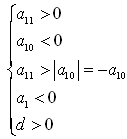 a₁₁ > 0
a₁₀ < 0
a₁₁ > |a₁₀| = −a₁₀
a₁ < 0
d > 0